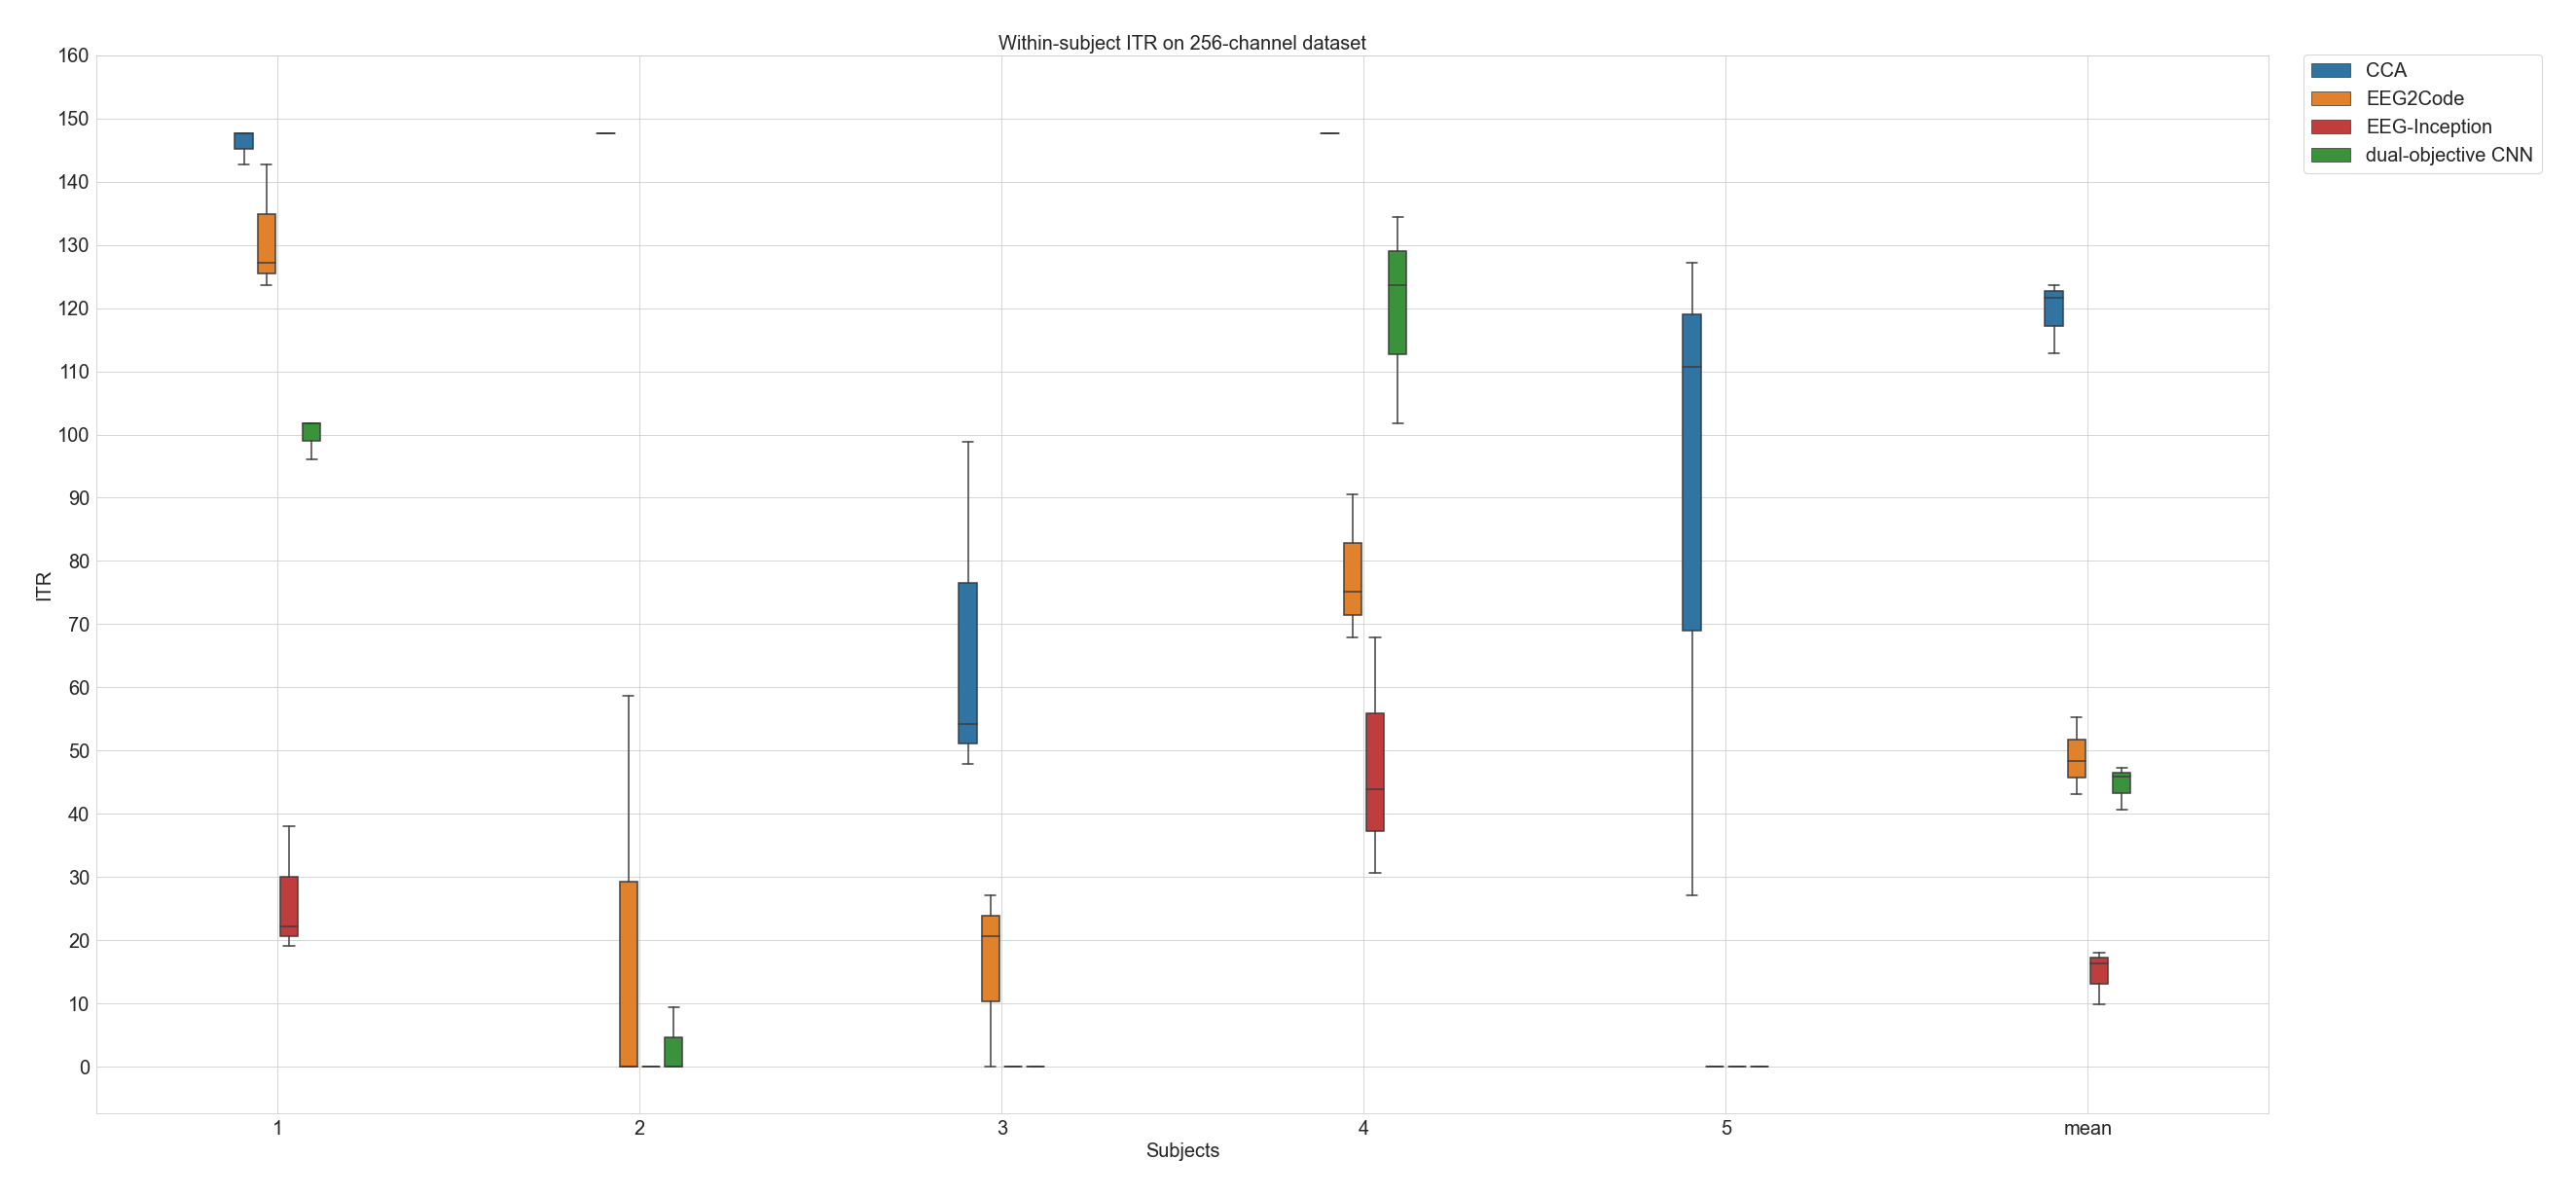 Within-subject ITR on 256-channel dataset
160
150
140
130
120
110
100
90
80
70
60
50
40
30
20
10
0
ITR
1 2 3 4 5 mean
Subjects
CCA
EEG2Code
EEG-Inception
dual-objective CNN